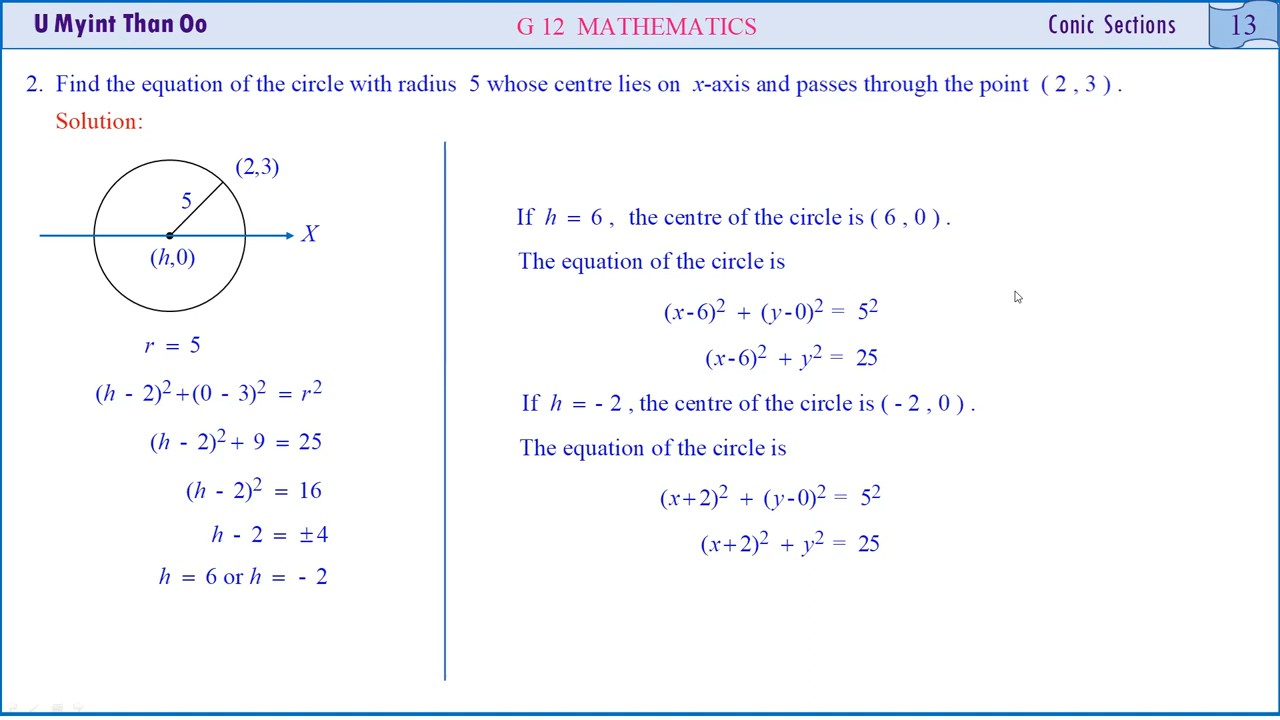 U Myint Than Oo
G 12 MATHEMATICS
Conic Sections
13
2. Find the equation of the circle with radius 5 whose centre lies on x-axis and passes through the point ( 2 , 3 ) .
Solution:
(2,3)
5
X
(h,0)
r = 5
(h - 2)² + (0 - 3)² = r²
(h - 2)² + 9 = 25
(h - 2)² = 16
h - 2 = ±4
h = 6 or h = - 2
If h = 6 , the centre of the circle is ( 6 , 0 ) .
The equation of the circle is
(x-6)² + (y-0)² = 5²
(x-6)² + y² = 25
If h = - 2 , the centre of the circle is ( - 2 , 0 ) .
The equation of the circle is
(x+2)² + (y-0)² = 5²
(x+2)² + y² = 25